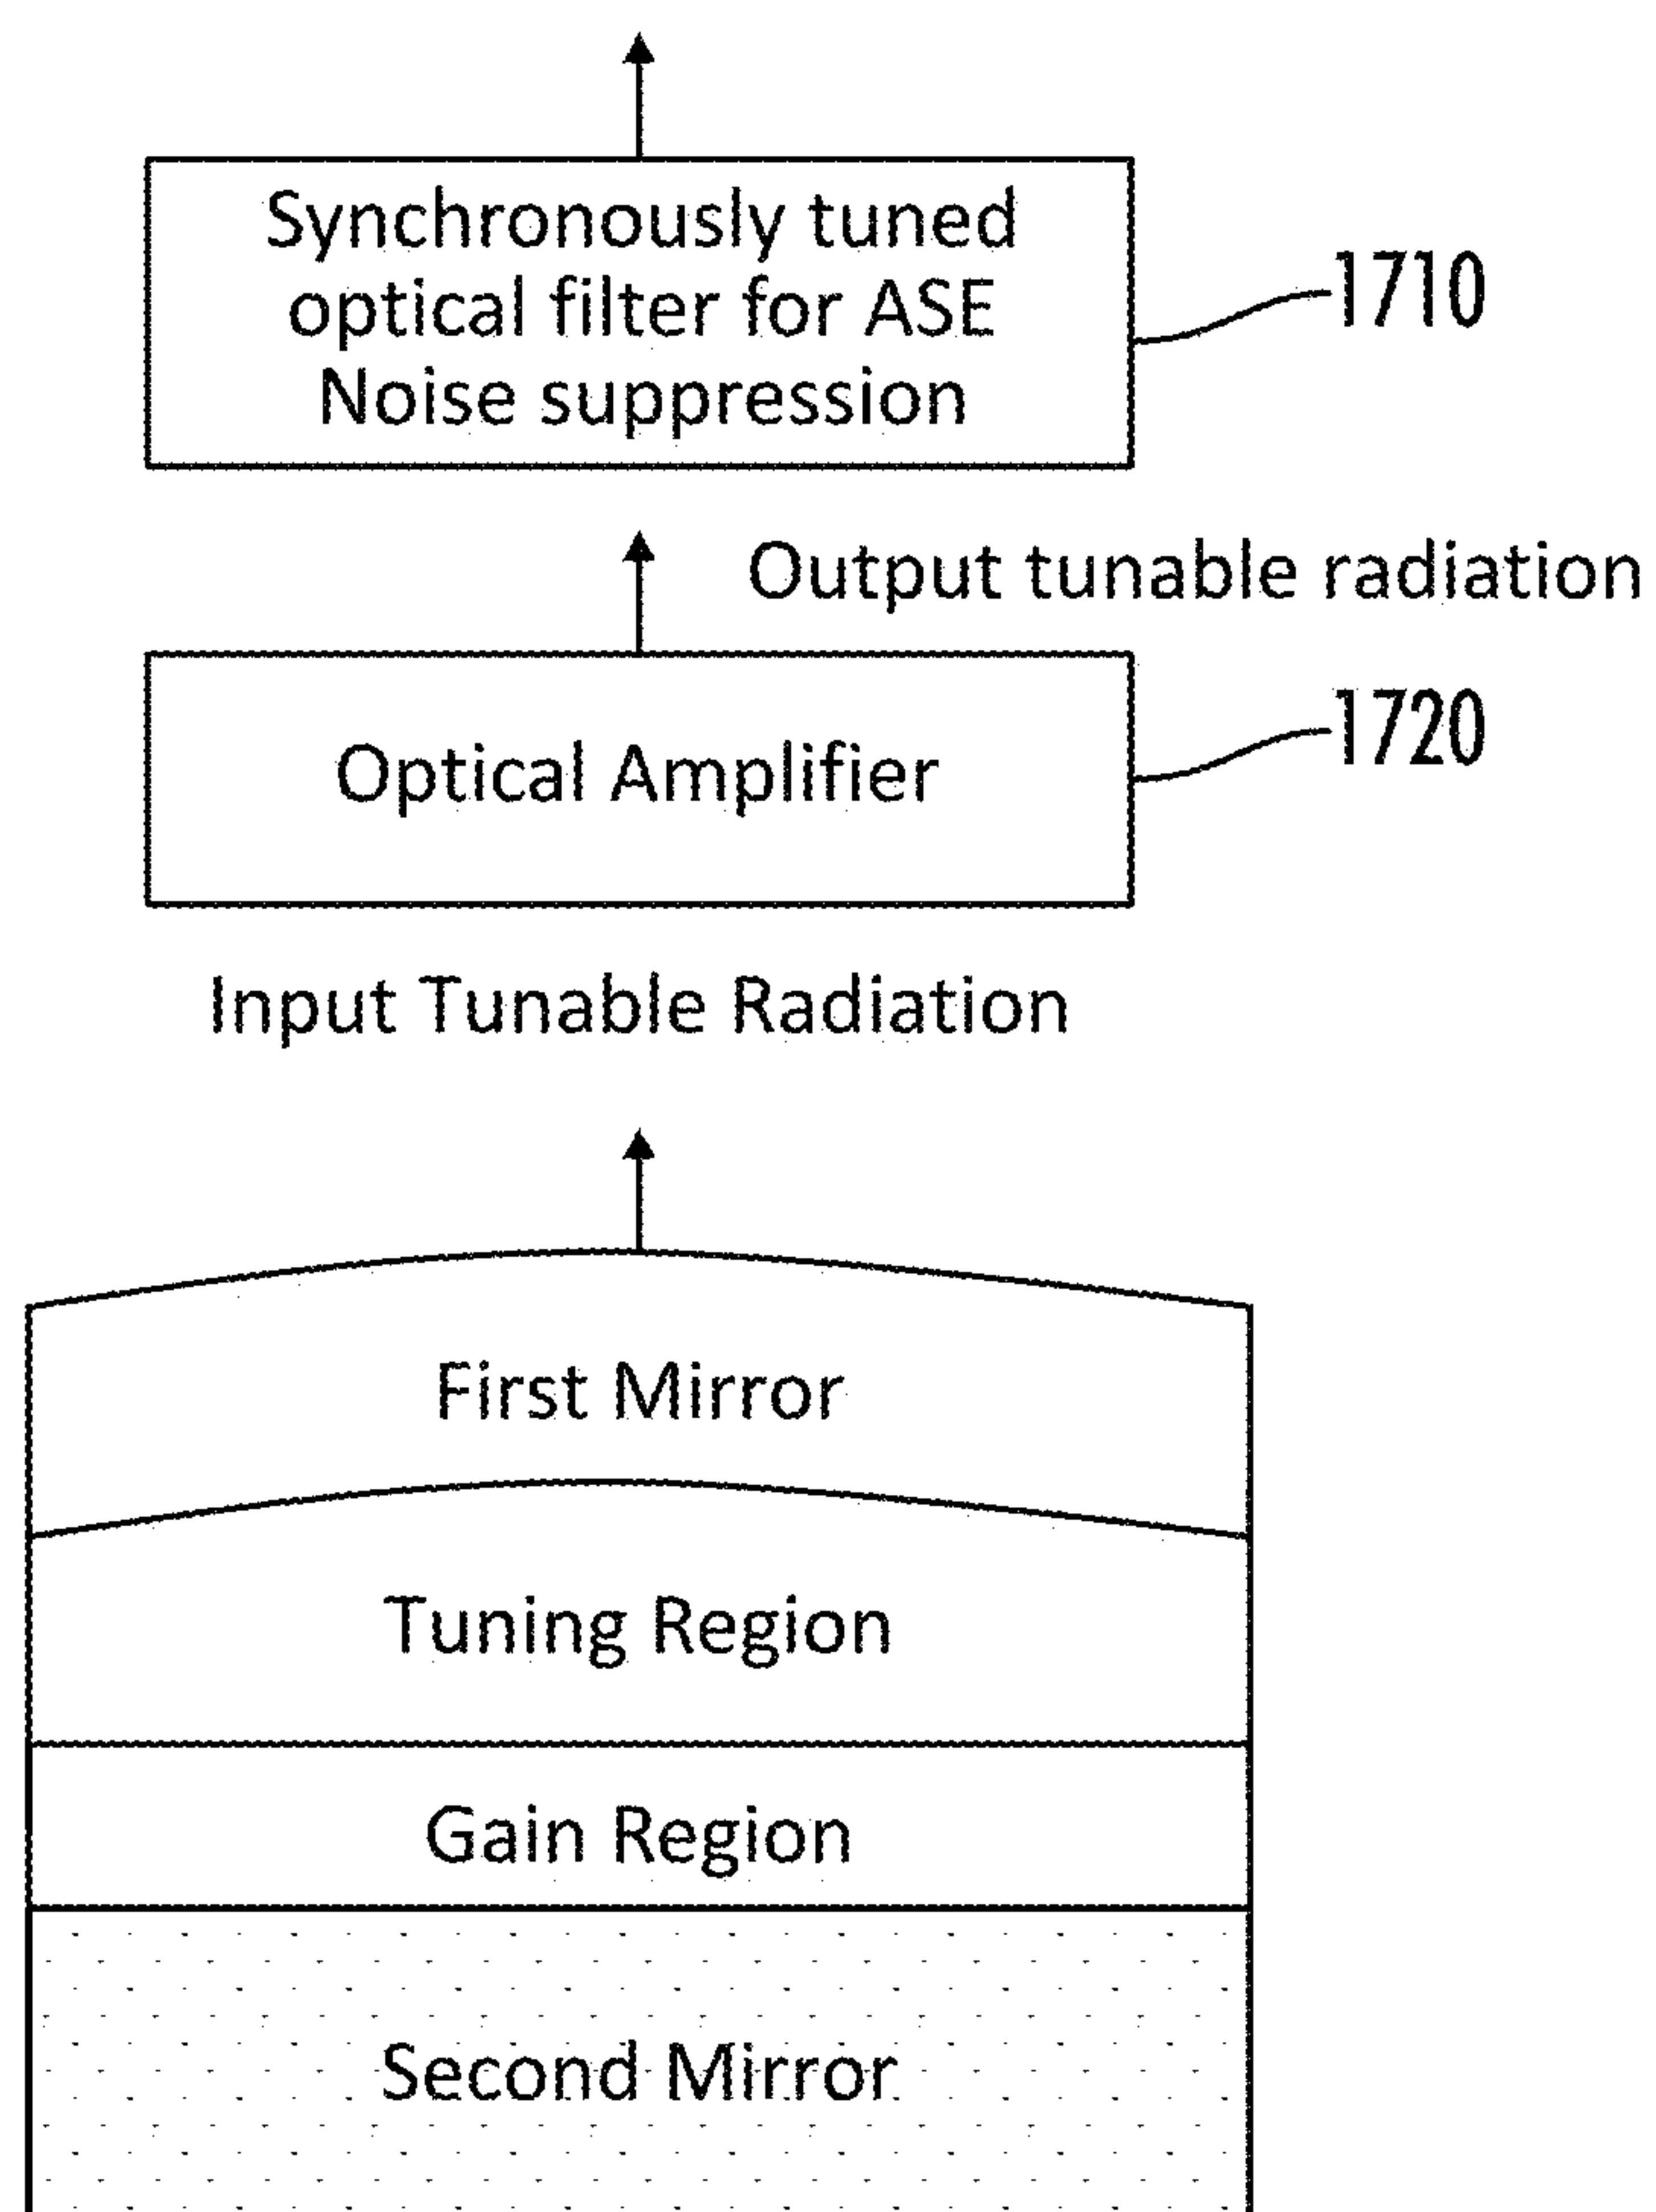 Synchronously tuned
optical filter for ASE
Noise suppression
1710
Output tunable radiation
Optical Amplifier
1720
Input Tunable Radiation
First Mirror
Tuning Region
Gain Region
Second Mirror